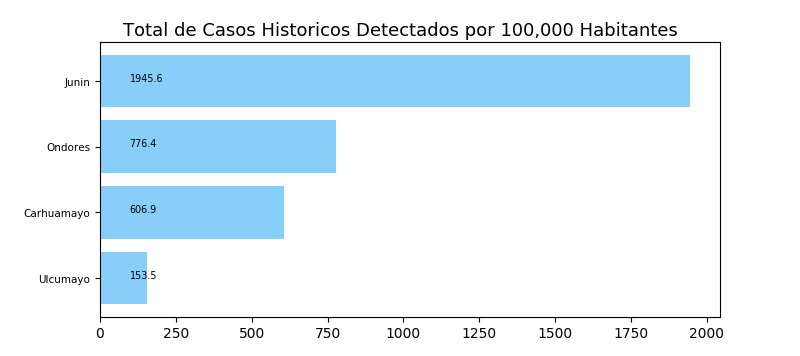 Total de Casos Historicos Detectados por 100,000 Habitantes
Junin 1945.6
Ondores 776.4
Carhuamayo 606.9
Ulcumayo 153.5
0 250 500 750 1000 1250 1500 1750 2000